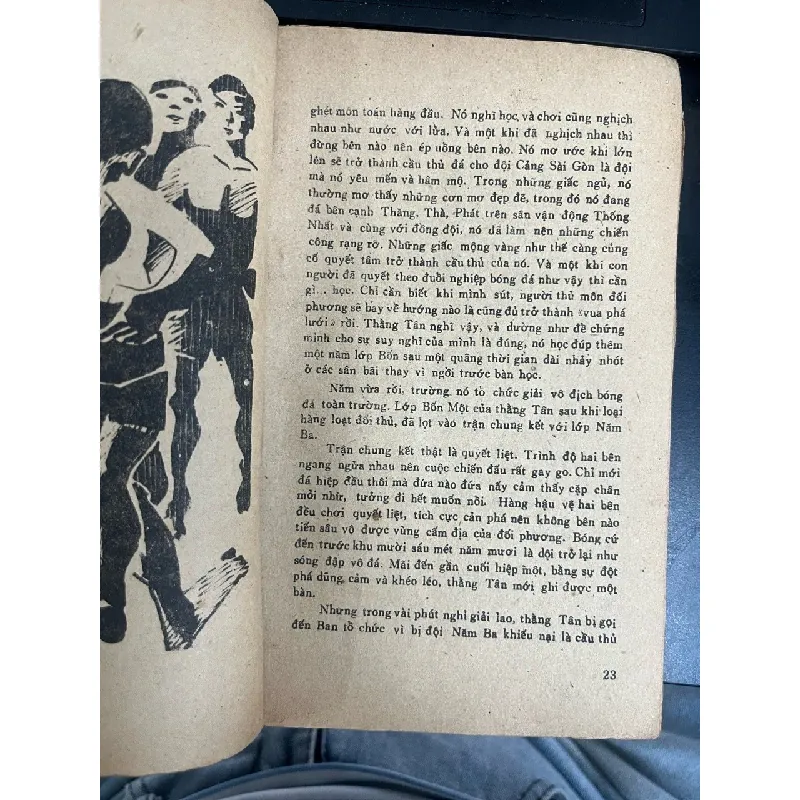 ghét môn toán hàng đầu. Nó nghĩ học, và chơi cũng nghịch
nhau như nước với lửa. Và một khi đã nghịch nhau thì
đừng bên nào nên ép uổng bên nào. Nó mơ ước khi lớn
lên sẽ trở thành cầu thủ đá cho đội Cảng Sài Gòn là đội
mà nó yêu mến và hâm mộ. Trong những giấc ngủ, nó
thường mơ thấy những cơn mơ đẹp đẽ, trong đó nó đang
đá bên cạnh Thăng, Thà, Phát trên sân vận động Thống
Nhất và cùng với đồng đội, nó đã làm nên những chiến
công rạng rỡ. Những giấc mộng vàng như thế càng củng
cố quyết tâm trở thành cầu thủ của nó. Và một khi con
người đã quyết theo đuổi nghiệp bóng đá như vậy thì cần
gì... học. Chỉ cần biết khi mình sút, người thủ môn đối
phương sẽ bay về hướng nào là cũng đủ trở thành «vua phá
lưới» rồi. Thằng Tân nghĩ vậy, và dường như để chứng
minh cho sự suy nghĩ của mình là đúng, nó học đúp thêm
một năm lớp Bốn sau một quãng thời gian dài nhảy nhót
ở các sân bãi thay vì ngồi trước bàn học.
Năm vừa rồi, trường nó tổ chức giải vô địch bóng
đá toàn trường. Lớp Bốn Một của thằng Tân sau khi loại
hàng loạt đối thủ, đã lọt vào trận chung kết với lớp Năm
Ba.
Trận chung kết thật là quyết liệt. Trình độ hai bên
ngang ngửa nhau nên cuộc chiến đấu rất gay go. Chỉ mới
đá hiệp đầu thôi mà đứa nào đứa nấy cảm thấy cặp chân
mỏi nhừ, tưởng đi hết muốn nổi. Hàng hậu vệ hai bên
đều chơi quyết liệt, tích cực cản phá nên không bên nào
tiến sâu vô được vùng cấm địa của đối phương. Bóng cứ
đến trước khu mười sáu mét năm mươi là dội trở lại như
sóng đập vô đá. Mãi đến gần cuối hiệp một, bằng sự đột
phá dũng cảm và khéo léo, thằng Tân mới ghi được một
bàn.
Nhưng trong vài phút nghỉ giải lao, thằng Tân bị gọi
đến Ban tổ chức vì bị đội Năm Ba khiếu nại là cầu thủ
23